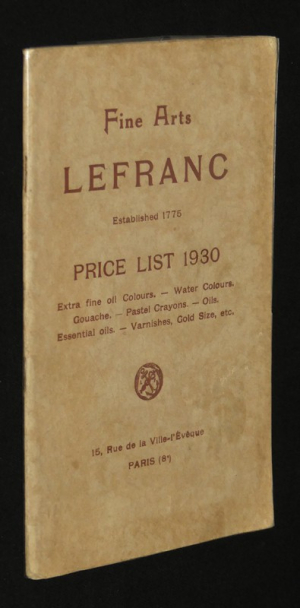 Fine Arts
LEFRANC
Established 1775
PRICE LIST 1930
Extra fine oil Colours. — Water Colours.
Gouache. — Pastel Crayons. — Oils.
Essential oils. — Varnishes, Gold Size, etc.
15, Rue de la Ville-l'Évêque
PARIS (8e)